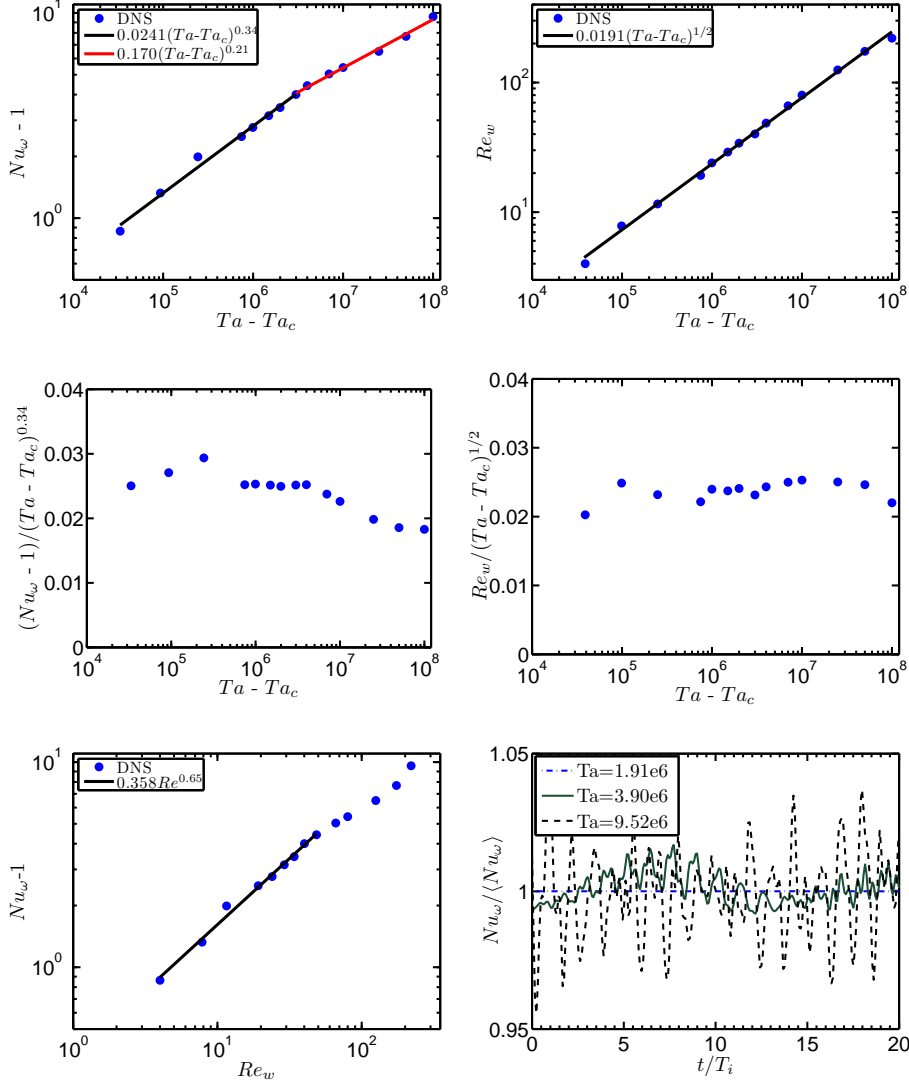 10^1
10^0
Nu_ω - 1
DNS
0.0241(Ta-Ta_c)^{0.34}
0.170(Ta-Ta_c)^{0.21}
10^4 10^5 10^6 10^7 10^8
Ta - Ta_c
10^2
10^1
Re_w
DNS
0.0191(Ta-Ta_c)^{1/2}
10^4 10^5 10^6 10^7 10^8
Ta - Ta_c
0.04
0.03
0.02
0.01
0
(Nu_ω - 1)/(Ta - Ta_c)^{0.34}
10^4 10^5 10^6 10^7 10^8
Ta - Ta_c
0.04
0.03
0.02
0.01
0
Re_w/(Ta - Ta_c)^{1/2}
10^4 10^5 10^6 10^7 10^8
Ta - Ta_c
10^1
10^0
Nu_ω-1
DNS
0.358Re^{0.65}
10^0 10^1 10^2
Re_w
1.05
1
0.95
Nu_ω/⟨Nu_ω⟩
Ta=1.91e6
Ta=3.90e6
Ta=9.52e6
0 5 10 15 20
t/T_i